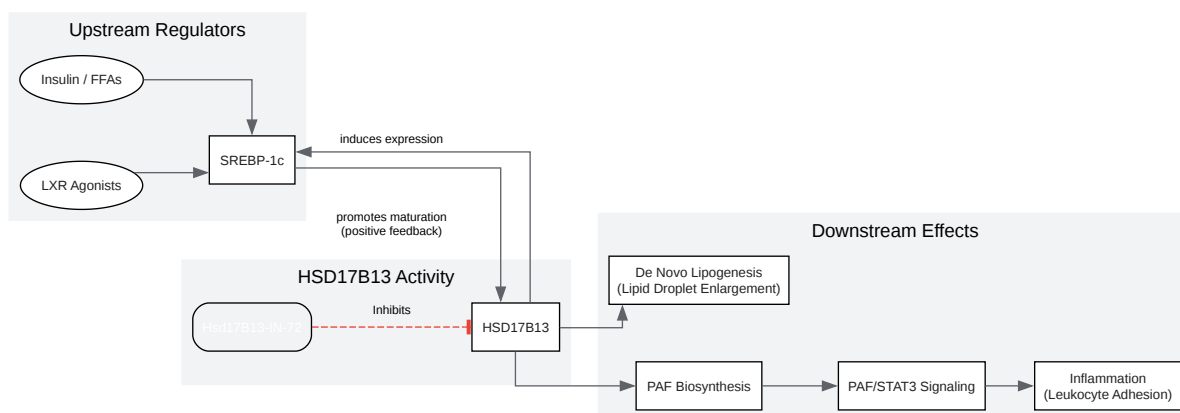 Upstream Regulators
Insulin / FFAs
SREBP-1c
LXR Agonists
induces expression
promotes maturation
(positive feedback)
Downstream Effects
HSD17B13 Activity
De Novo Lipogenesis
(Lipid Droplet Enlargement)
Hsd17B13-IN-72
Inhibits
HSD17B13
PAF Biosynthesis
PAF/STAT3 Signaling
Inflammation
(Leukocyte Adhesion)